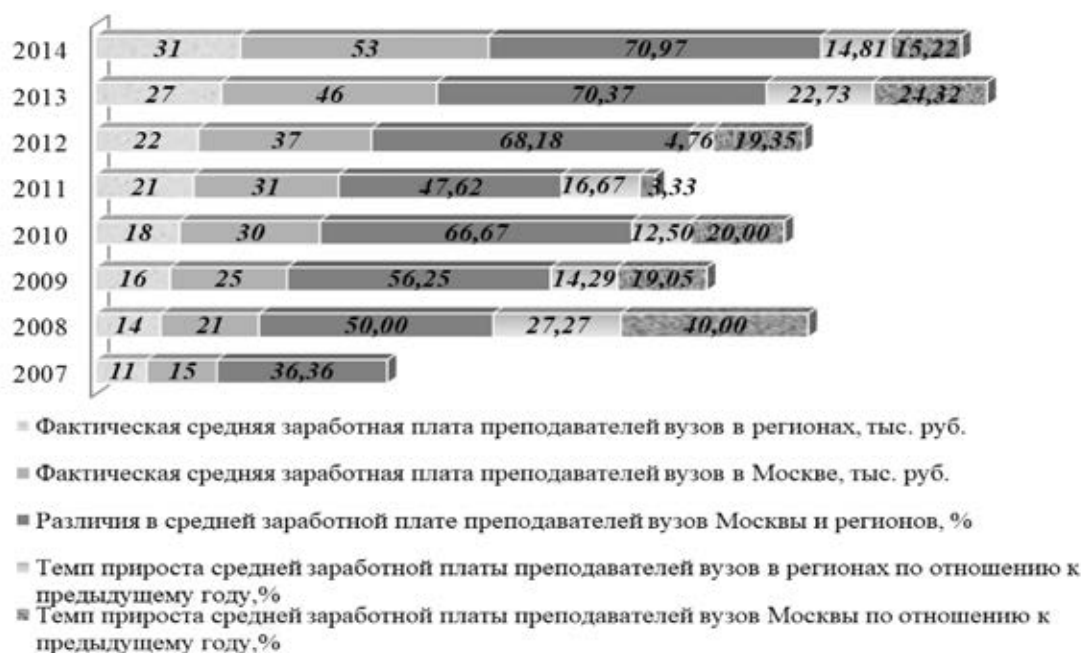 2014 31 53 70,97 14,81 15,22
2013 27 46 70,37 22,73 24,32
2012 22 37 68,18 4,76 19,35
2011 21 31 47,62 16,67 3,33
2010 18 30 66,67 12,50 20,00
2009 16 25 56,25 14,29 19,05
2008 14 21 50,00 27,27 40,00
2007 11 15 36,36
Фактическая средняя заработная плата преподавателей вузов в регионах, тыс. руб.
Фактическая средняя заработная плата преподавателей вузов в Москве, тыс. руб.
Различия в средней заработной плате преподавателей вузов Москвы и регионов, %
Темп прироста средней заработной платы преподавателей вузов в регионах по отношению к
предыдущему году,%
Темп прироста средней заработной платы преподавателей вузов Москвы по отношению к
предыдущему году,%